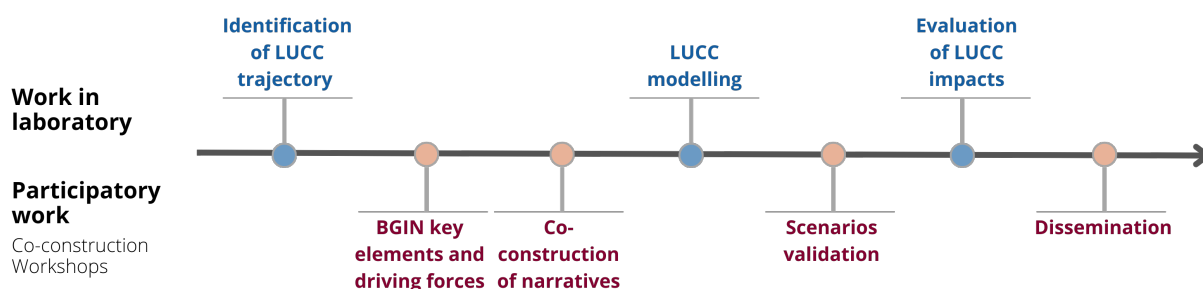 Identification
of LUCC
trajectory
LUCC
modelling
Evaluation
of LUCC
impacts
Work in
laboratory
Participatory
work
Co-construction
Workshops
BGIN key
elements and
driving forces
Co-
construction
of narratives
Scenarios
validation
Dissemination